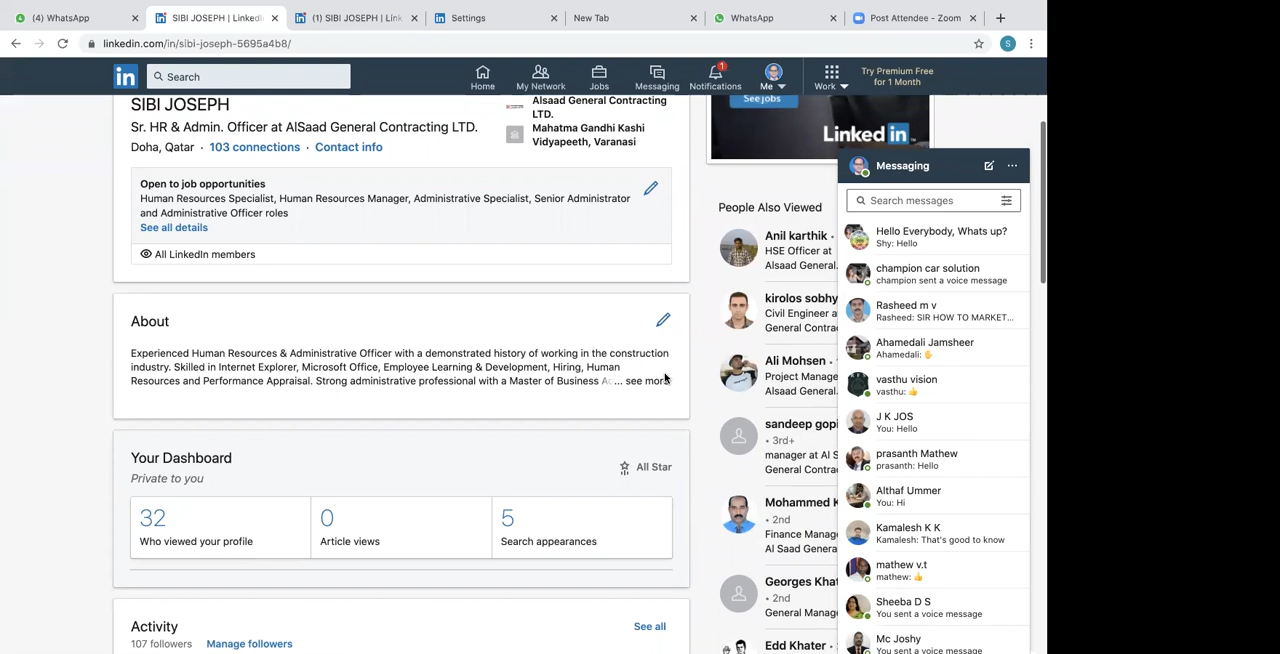 (4) WhatsApp
SIBI JOSEPH | LinkedIn
(1) SIBI JOSEPH | Link
Settings
New Tab
WhatsApp
Post Attendee - Zoom
linkedin.com/in/sibi-joseph-5695a4b8/
S
in
Search
Home
My Network
Jobs
Messaging
1
Notifications
Me
Work
Try Premium Free
for 1 Month
SIBI JOSEPH
Sr. HR & Admin. Officer at AlSaad General Contracting LTD.
Doha, Qatar · 103 connections · Contact info
Alsaad General Contracting
LTD.
Mahatma Gandhi Kashi
Vidyapeeth, Varanasi
Open to job opportunities
Human Resources Specialist, Human Resources Manager, Administrative Specialist, Senior Administrator
and Administrative Officer roles
See all details
All LinkedIn members
About
Experienced Human Resources & Administrative Officer with a demonstrated history of working in the construction
industry. Skilled in Internet Explorer, Microsoft Office, Employee Learning & Development, Hiring, Human
Resources and Performance Appraisal. Strong administrative professional with a Master of Business ... see more
Your Dashboard
Private to you
All Star
32
Who viewed your profile
0
Article views
5
Search appearances
Activity
107 followers
Manage followers
See all
See jobs
Linked in
People Also Viewed
Anil karthik •
HSE Officer at
Alsaad General.
kirolos sobhy
Civil Engineer a
General Contra
Ali Mohsen •
Project Manage
Alsaad General.
sandeep gopi
• 3rd+
manager at Al S
General Contra
Mohammed K
• 2nd
Finance Manag
Al Saad Genera
Georges Khat
• 2nd
General Manag
Edd Khater •
Messaging
Search messages
Hello Everybody, Whats up?
Shy: Hello
champion car solution
champion sent a voice message
Rasheed m v
Rasheed: SIR HOW TO MARKET...
Ahamedali Jamsheer
Ahamedali: ✋
vasthu vision
vasthu: 👍
J K JOS
You: Hello
prasanth Mathew
prasanth: Hello
Althaf Ummer
You: Hi
Kamalesh K K
Kamalesh: That's good to know
mathew v.t
mathew: 👍
Sheeba D S
You sent a voice message
Mc Joshy
You sent a voice message